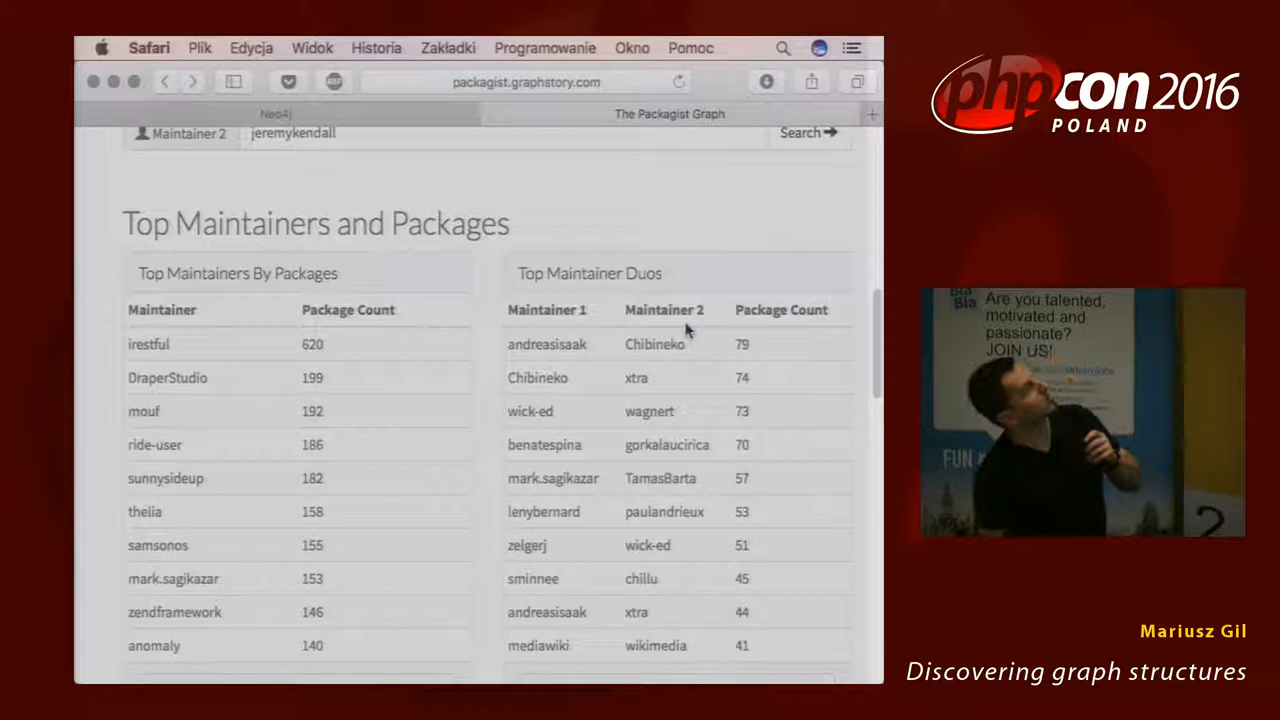 Safari Plik Edycja Widok Historia Zakładki Programowanie Okno Pomoc
packagist.graphstory.com
Neo4j The Packagist Graph
Maintainer 2 jeremykendall Search
Top Maintainers and Packages
Top Maintainers By Packages
Maintainer Package Count
irestful 620
DraperStudio 199
mouf 192
ride-user 186
sunnysideup 182
thelia 158
samsonos 155
mark.sagikazar 153
zendframework 146
anomaly 140
Top Maintainer Duos
Maintainer 1 Maintainer 2 Package Count
andreasisaak Chibineko 79
Chibineko xtra 74
wick-ed wagnert 73
benatespina gorkalaucirica 70
mark.sagikazar TamasBarta 57
lenybernard paulandrieux 53
zelgerj wick-ed 51
sminnee chillu 45
andreasisaak xtra 44
mediawiki wikimedia 41
phpcon 2016
POLAND
Bla
Are you talented,
motivated and
passionate?
JOIN US!
FUN
2
Mariusz Gil
Discovering graph structures